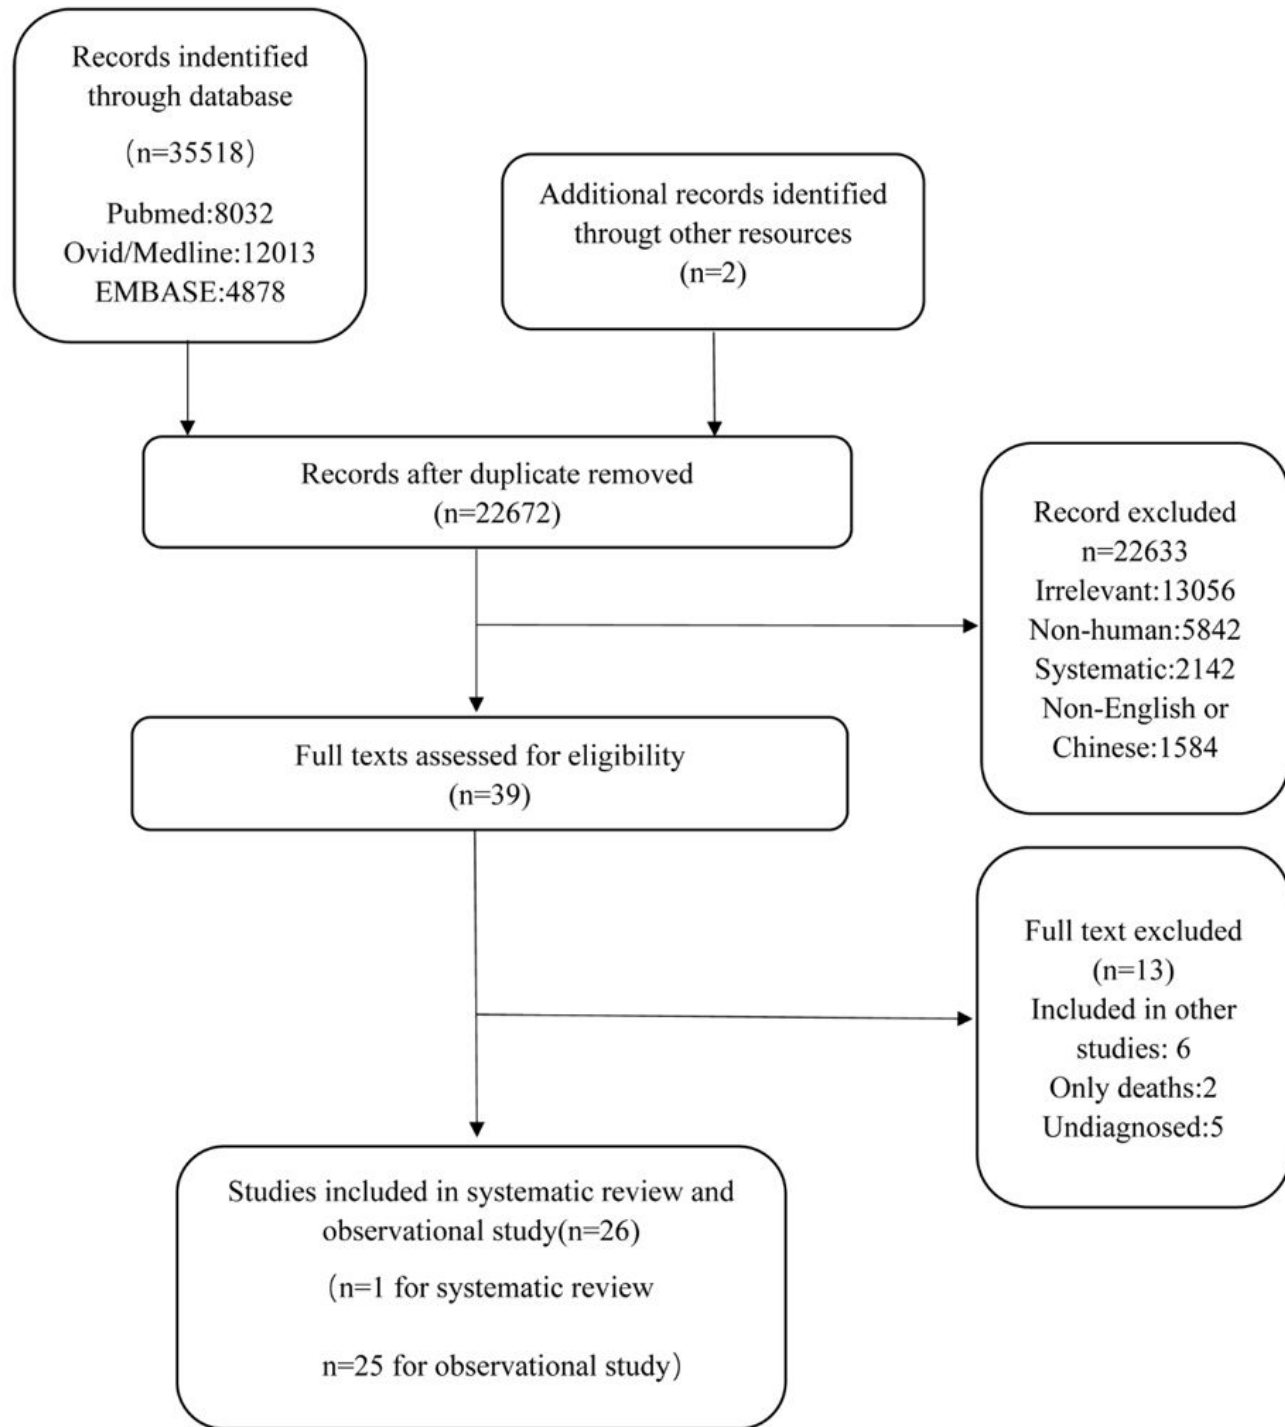 Records indentified
through database
（n=35518）
Pubmed:8032
Ovid/Medline:12013
EMBASE:4878
Additional records identified
througt other resources
(n=2)
Records after duplicate removed
(n=22672)
Record excluded
n=22633
Irrelevant:13056
Non-human:5842
Systematic:2142
Non-English or
Chinese:1584
Full texts assessed for eligibility
(n=39)
Full text excluded
(n=13)
Included in other
studies: 6
Only deaths:2
Undiagnosed:5
Studies included in systematic review and
observational study(n=26)
（n=1 for systematic review
n=25 for observational study）